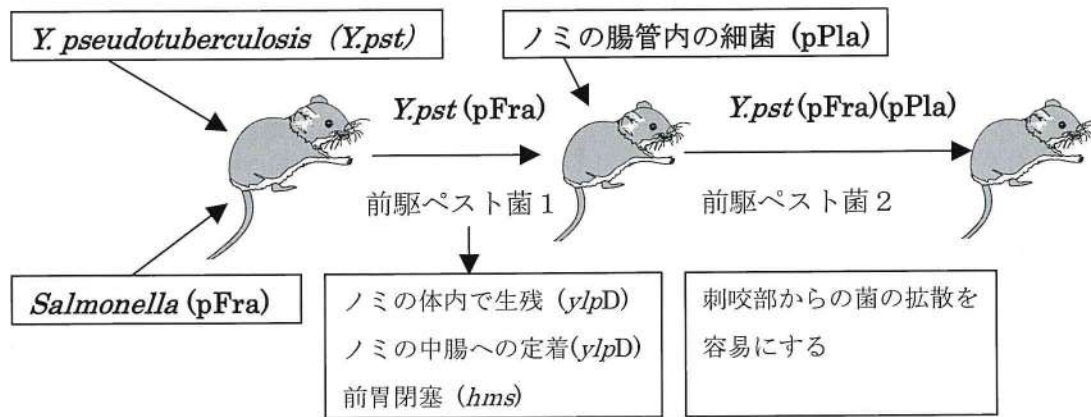 Y. pseudotuberculosis (Y.pst)
ノミの腸管内の細菌 (pPla)
Y.pst (pFra)
Y.pst (pFra)(pPla)
前駆ペスト菌1
前駆ペスト菌2
Salmonella (pFra)
ノミの体内で生残 (ylpD)
ノミの中腸への定着(ylpD)
前胃閉塞 (hms)
刺咬部からの菌の拡散を
容易にする